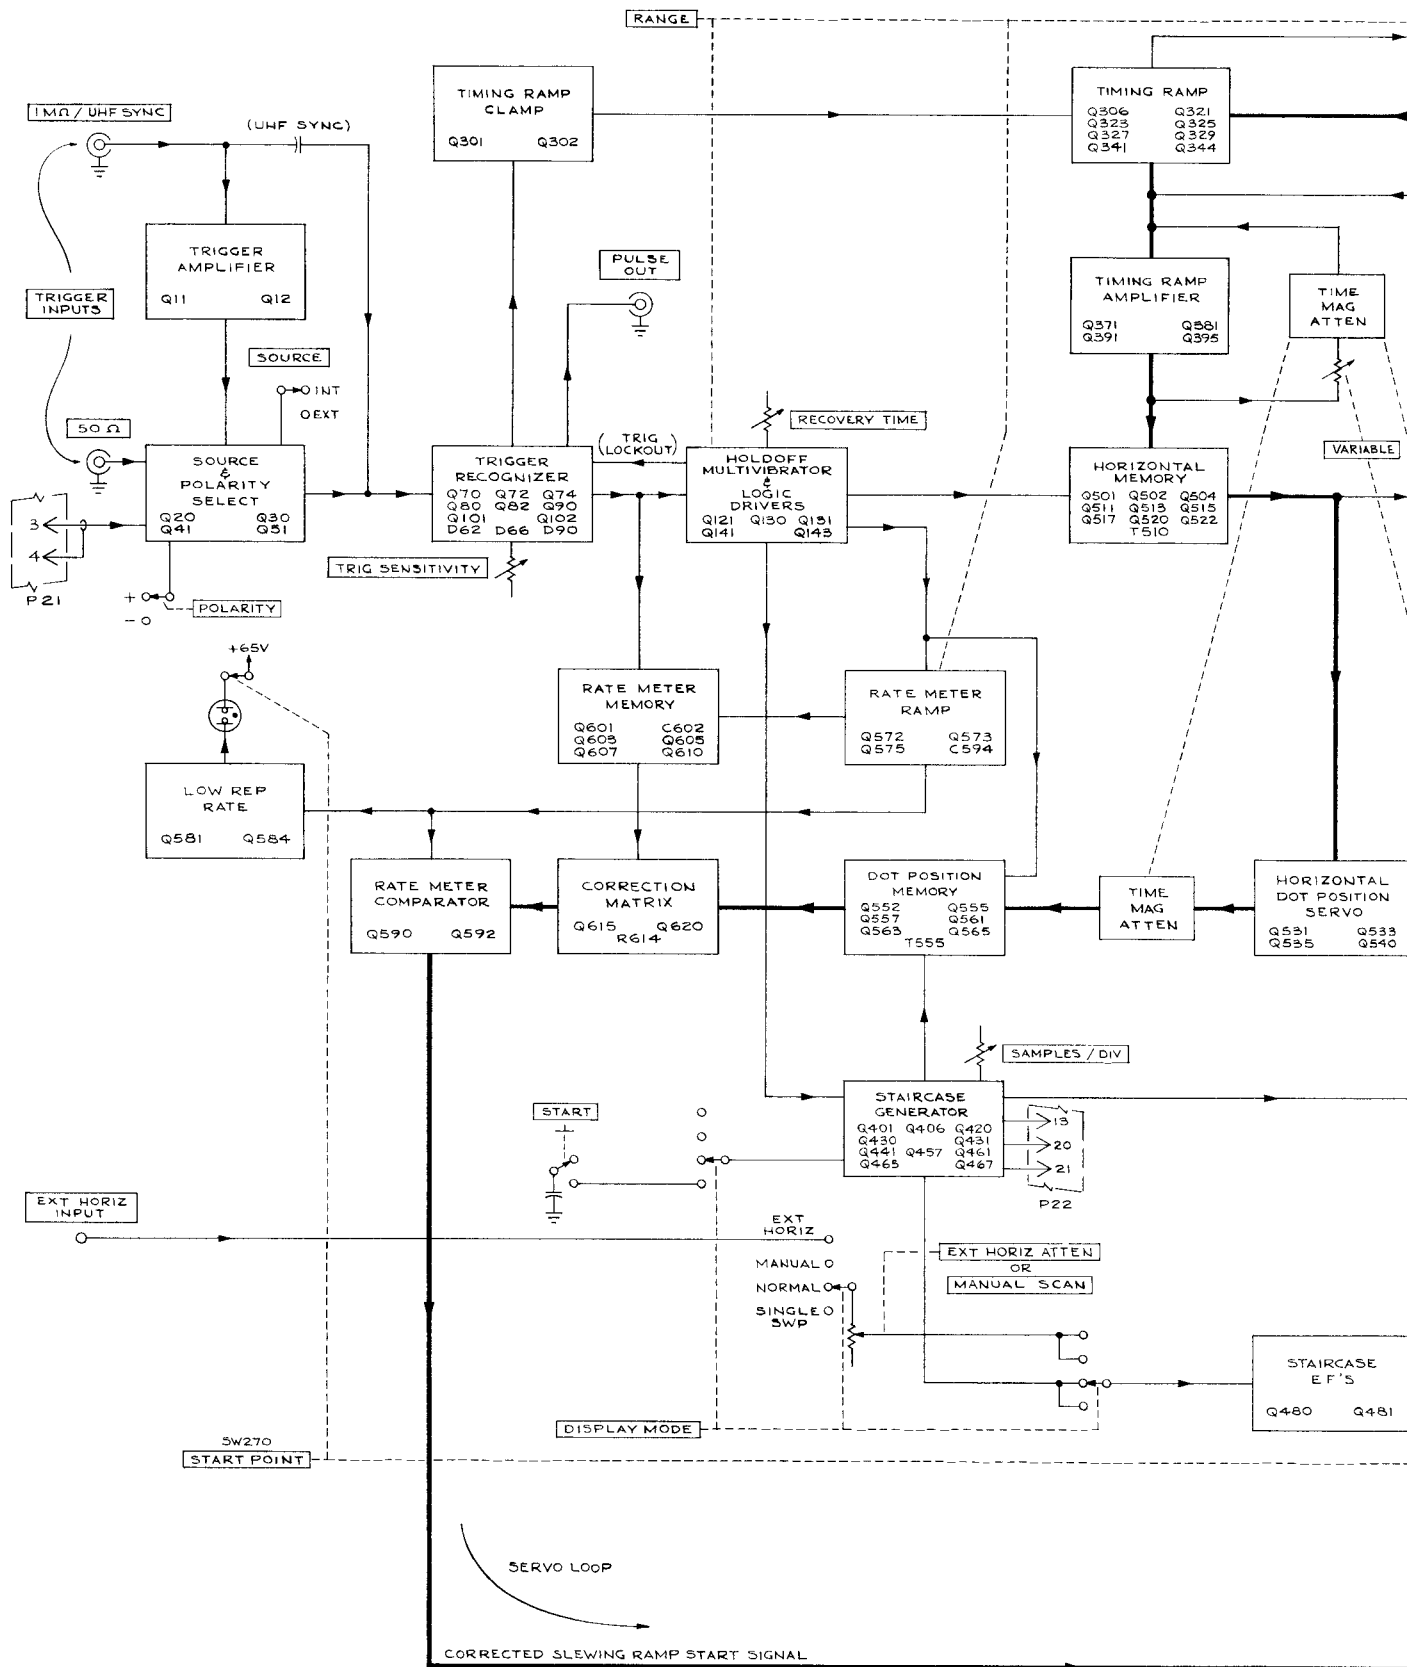 RANGE
1MΩ / UHF SYNC
(UHF SYNC)
TIMING RAMP
CLAMP
Q301 Q302
TIMING RAMP
Q306 Q321
Q323 Q325
Q327 Q329
Q341 Q344
TRIGGER
AMPLIFIER
Q11 Q12
TRIGGER
INPUTS
PULSE
OUT
TIMING RAMP
AMPLIFIER
Q371 Q381
Q391 Q395
TIME
MAG
ATTEN
SOURCE
INT
EXT
50 Ω
RECOVERY TIME
VARIABLE
SOURCE
&
POLARITY
SELECT
Q20 Q30
Q41 Q51
TRIGGER
RECOGNIZER
Q70 Q72 Q74
Q80 Q82 Q90
Q101 Q102
D62 D66 D90
(TRIG
LOCKOUT)
HOLDOFF
MULTIVIBRATOR
&
LOGIC
DRIVERS
Q121 Q130 Q131
Q141 Q143
HORIZONTAL
MEMORY
Q501 Q502 Q504
Q511 Q513 Q515
Q517 Q520 Q522
T510
3
4
P21
+
-
POLARITY
TRIG SENSITIVITY
+65V
RATE METER
MEMORY
Q601 C602
Q603 Q605
Q607 Q610
RATE METER
RAMP
Q572 Q573
Q575 C594
LOW REP
RATE
Q581 Q584
RATE METER
COMPARATOR
Q590 Q592
CORRECTION
MATRIX
Q615 Q620
R614
DOT POSITION
MEMORY
Q552 Q555
Q557 Q561
Q563 Q565
T555
TIME
MAG
ATTEN
HORIZONTAL
DOT POSITION
SERVO
Q531 Q533
Q535 Q540
SAMPLES / DIV
START
STAIRCASE
GENERATOR
Q401 Q406 Q420
Q430 Q431
Q441 Q457 Q461
Q465 Q467
13
20
21
P22
EXT HORIZ
INPUT
EXT
HORIZ
MANUAL
NORMAL
SINGLE
SWP
EXT HORIZ ATTEN
OR
MANUAL SCAN
STAIRCASE
EF'S
Q480 Q481
DISPLAY MODE
SW270
START POINT
SERVO LOOP
CORRECTED SLEWING RAMP START SIGNAL